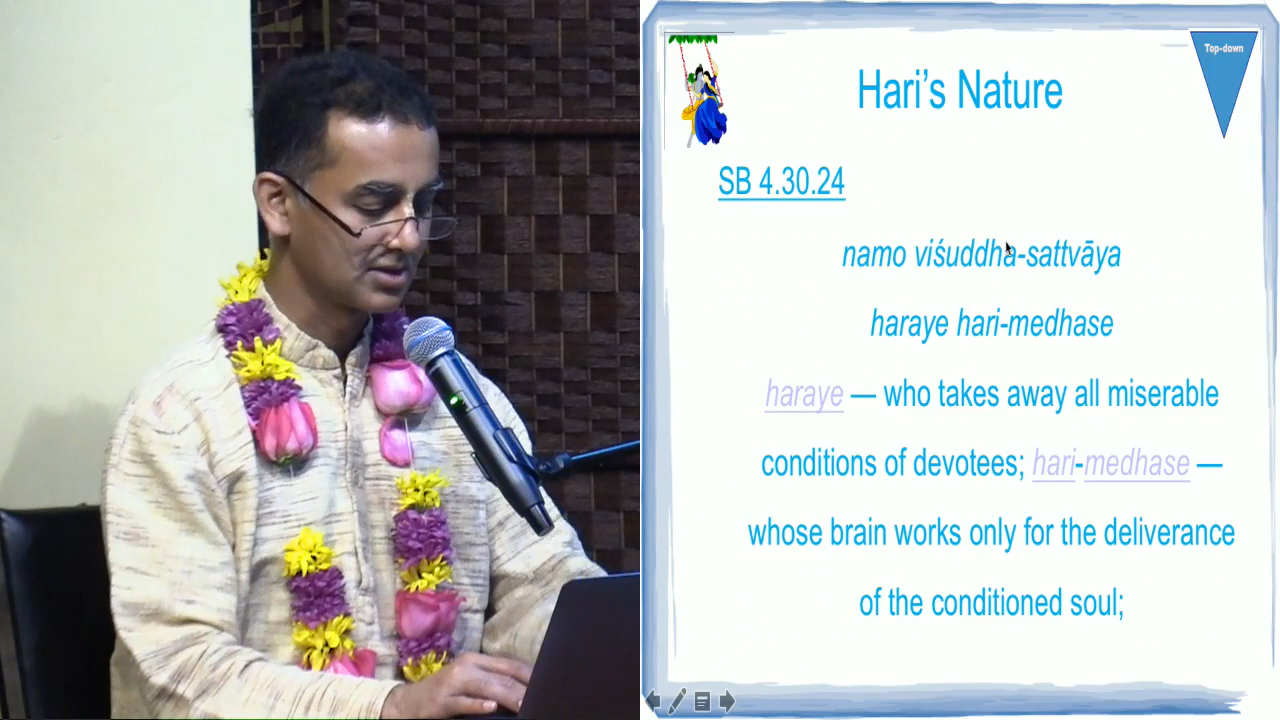 Top-down
Hari's Nature
SB 4.30.24
namo viśuddha-sattvāya
haraye hari-medhase
haraye — who takes away all miserable
conditions of devotees; hari-medhase —
whose brain works only for the deliverance
of the conditioned soul;